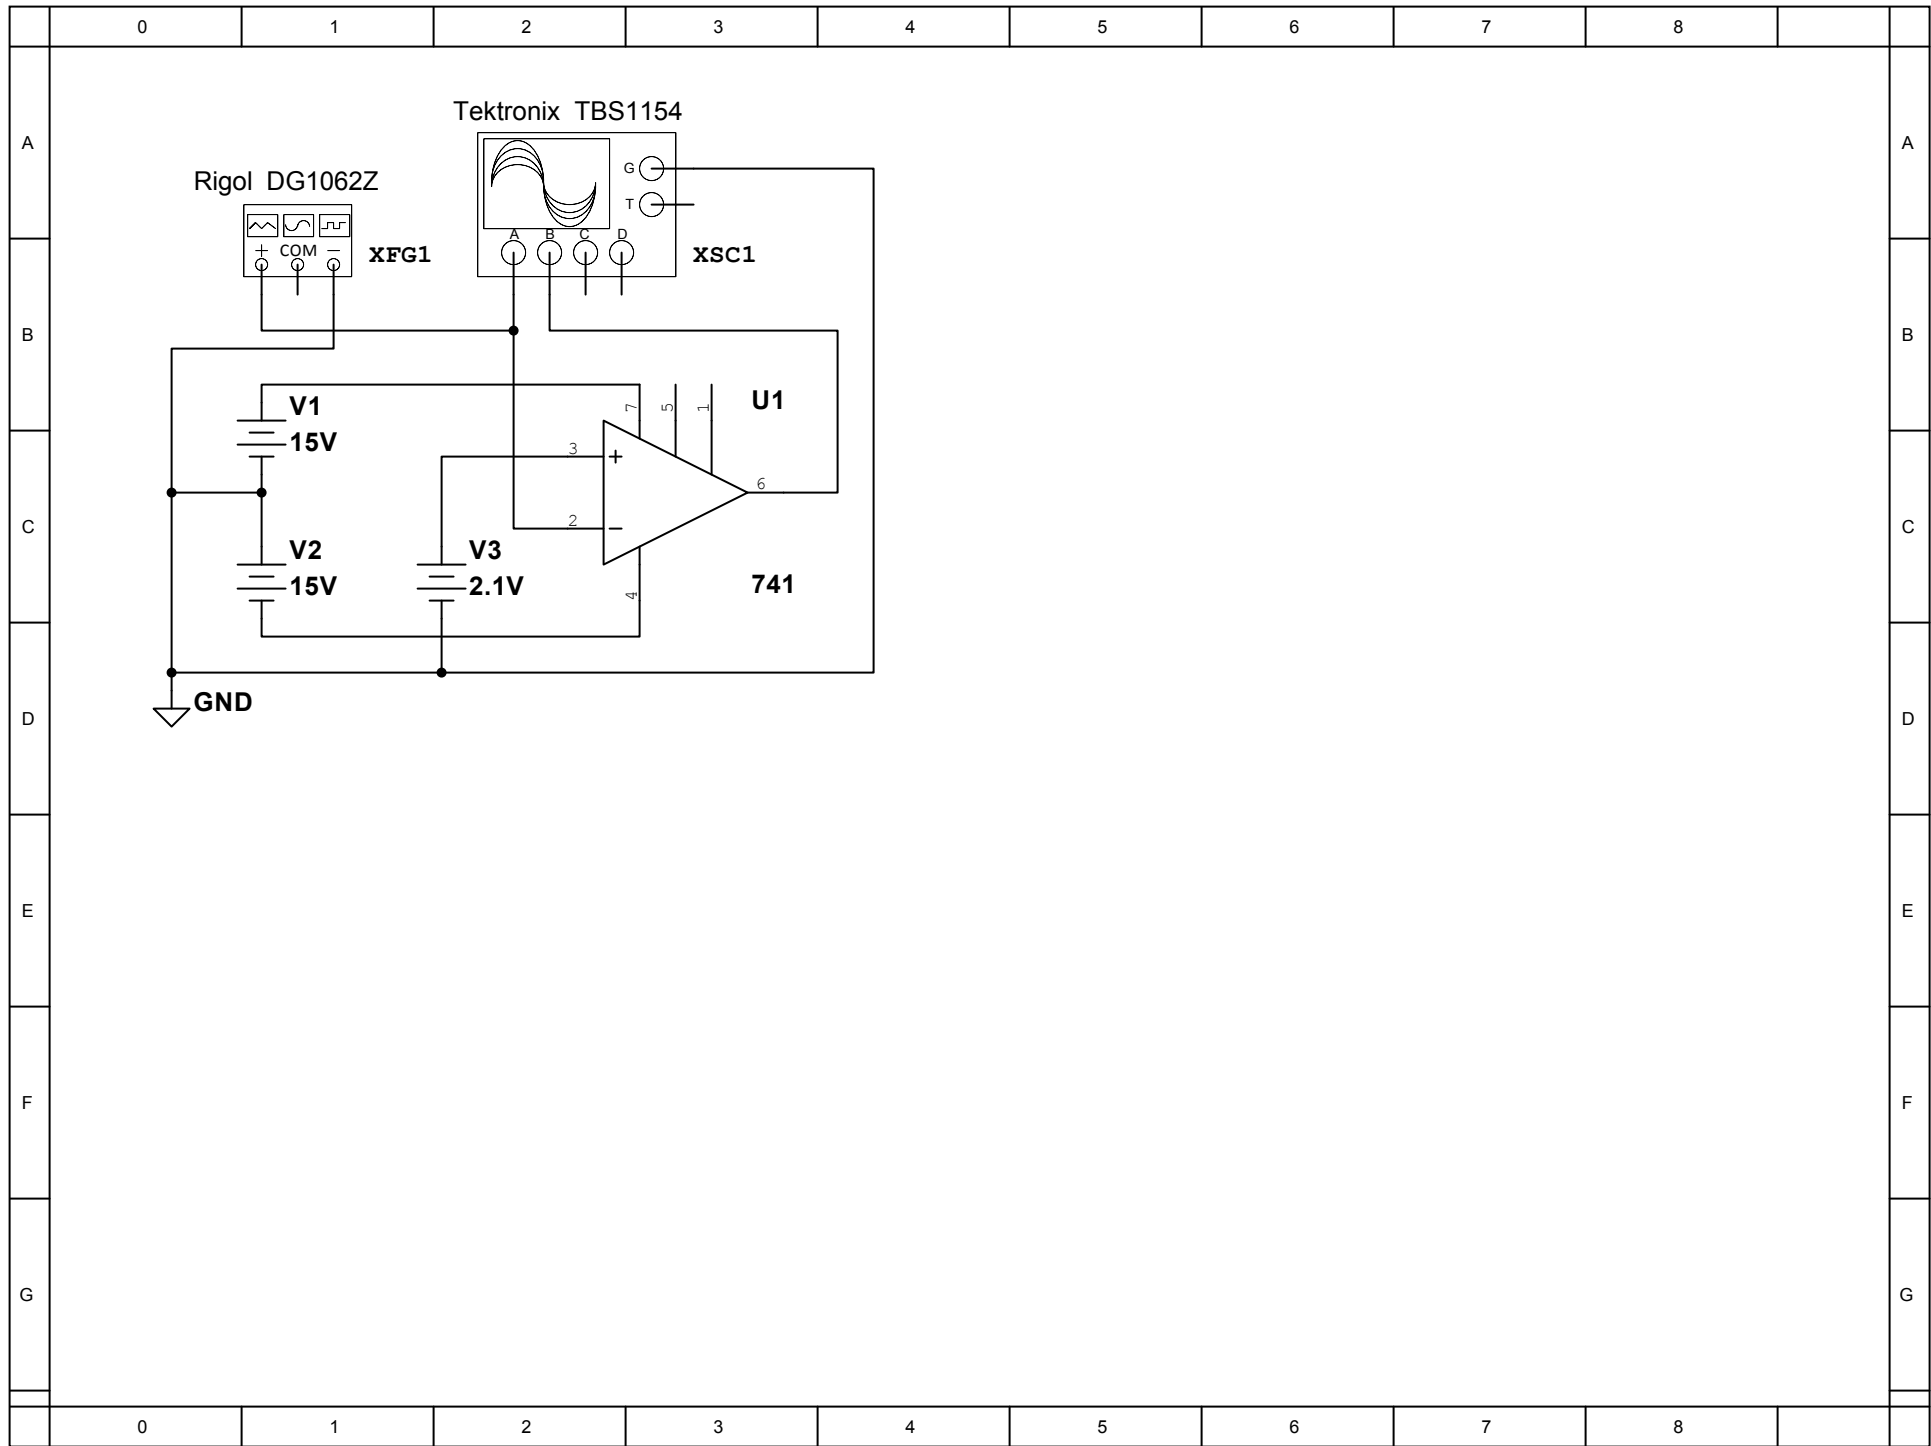 0 1 2 3 4 5 6 7 8
A A
Tektronix TBS1154
G
T
A B C D
XSC1
Rigol DG1062Z
+ COM −
XFG1
B B
V1
15V
7 5 1
U1
3
+
6
2
−
C C
V2
15V
V3
2.1V
4
741
GND
D D
E E
F F
G G
0 1 2 3 4 5 6 7 8